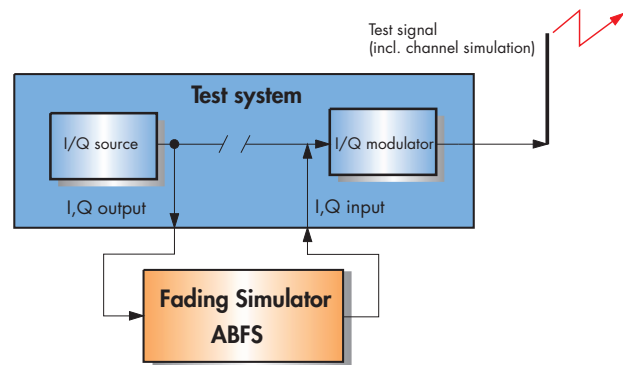 Test signal
(incl. channel simulation)
Test system
I/Q source
I/Q modulator
I,Q output
I,Q input
Fading Simulator
ABFS